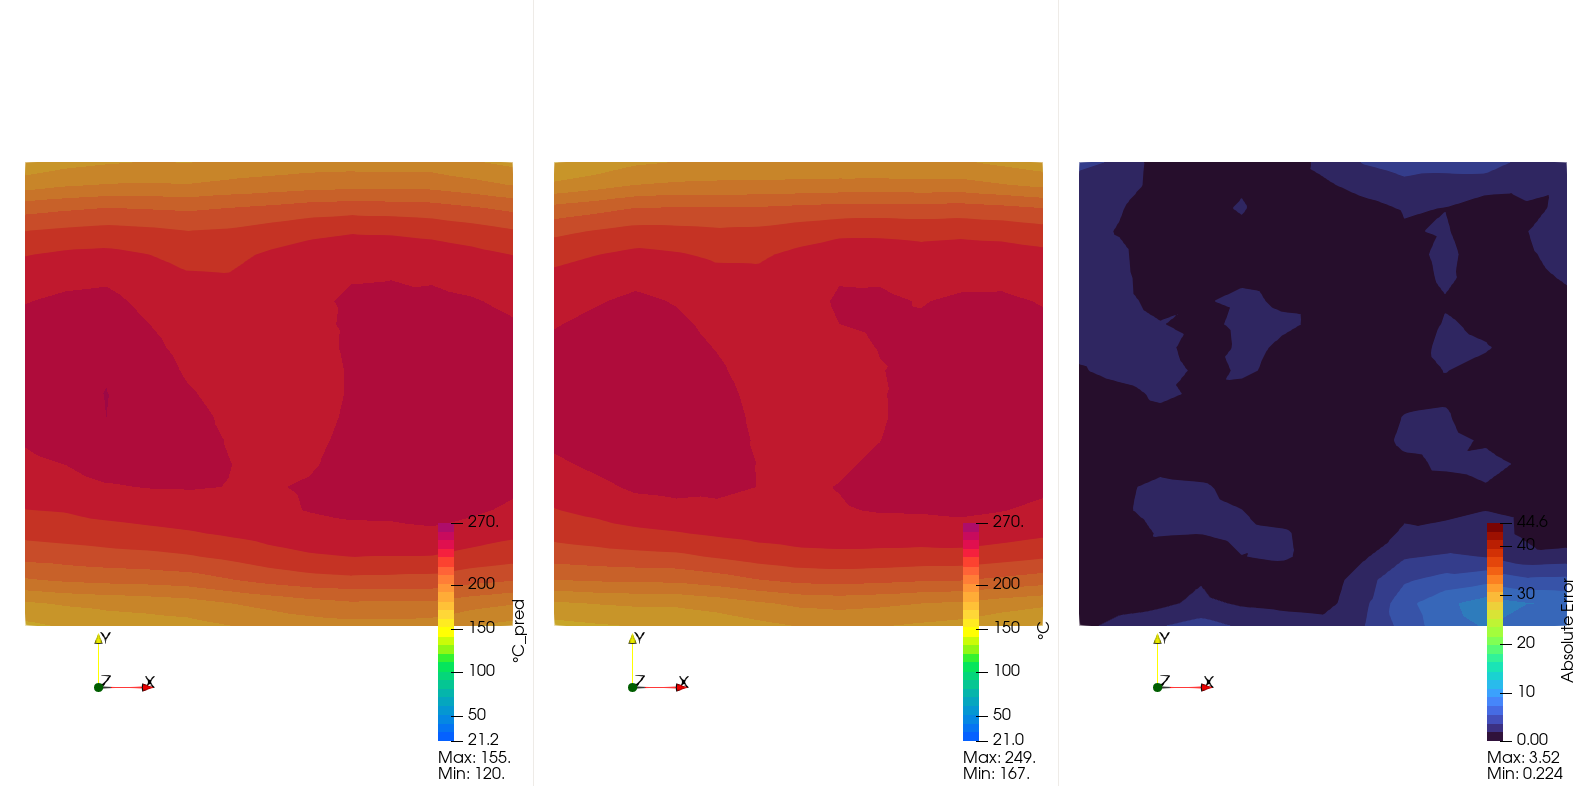 270.
200
150
100
50
21.2
°C_pred
Max: 155.
Min: 120.
Y
Z
X
270.
200
150
100
50
21.0
°C
Max: 249.
Min: 167.
Y
Z
X
44.6
40
30
20
10
0.00
Absolute Error
Max: 3.52
Min: 0.224
Y
Z
X